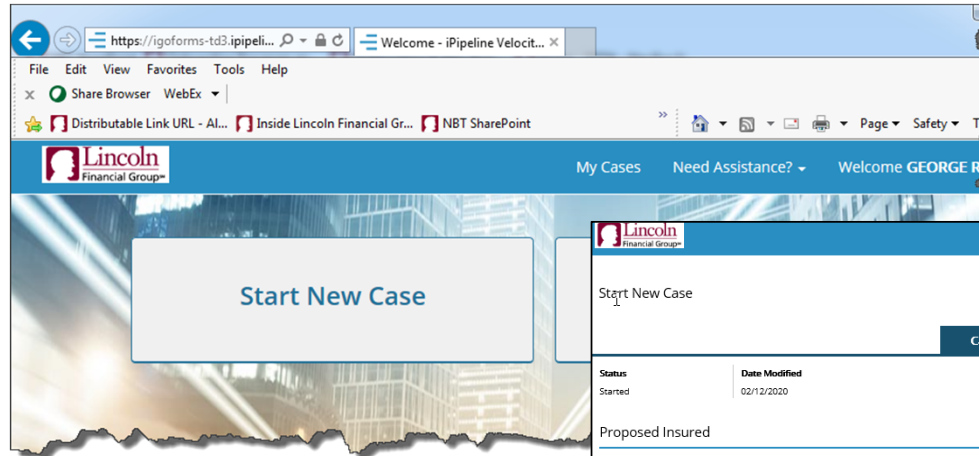 https://igoforms-td3.ipipeli...
Welcome - iPipeline Velocit...
File Edit View Favorites Tools Help
x Share Browser WebEx
Distributable Link URL - Al... Inside Lincoln Financial Gr... NBT SharePoint
» Page Safety
Lincoln
Financial Group℠
My Cases Need Assistance? Welcome GEORGE R
Start New Case
Lincoln
Financial Group℠
Start New Case
Status Date Modified
Started 02/12/2020
Proposed Insured